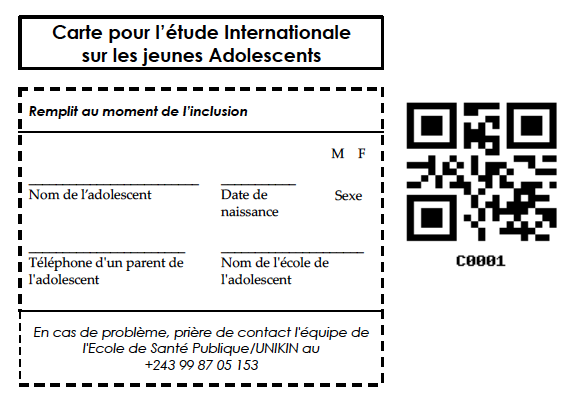 Carte pour l’étude Internationale
sur les jeunes Adolescents
Remplit au moment de l’inclusion
M F
Nom de l’adolescent
Date de
naissance
Sexe
Téléphone d'un parent de
l'adolescent
Nom de l'école de
l'adolescent
En cas de problème, prière de contact l'équipe de
l'Ecole de Santé Publique/UNIKIN au
+243 99 87 05 153
C0001